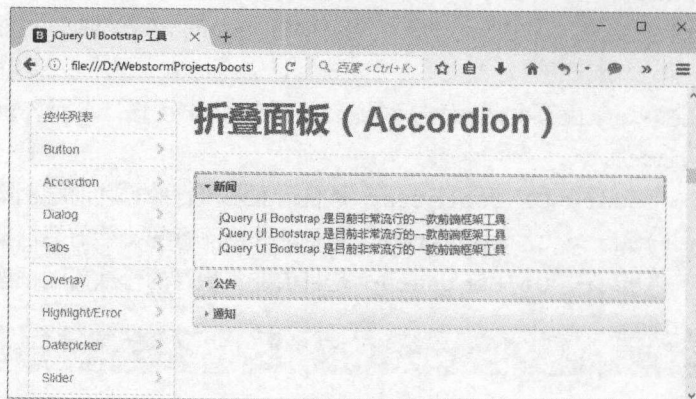 jQuery UI Bootstrap 工具
file:///D:/WebstormProjects/boots
百度 <Ctrl+K>
控件列表
Button
Accordion
Dialog
Tabs
Overlay
Highlight/Error
Datepicker
Slider
折叠面板（Accordion）
新闻
jQuery UI Bootstrap 是目前非常流行的一款前端框架工具
jQuery UI Bootstrap 是目前非常流行的一款前端框架工具
jQuery UI Bootstrap 是目前非常流行的一款前端框架工具
公告
通知